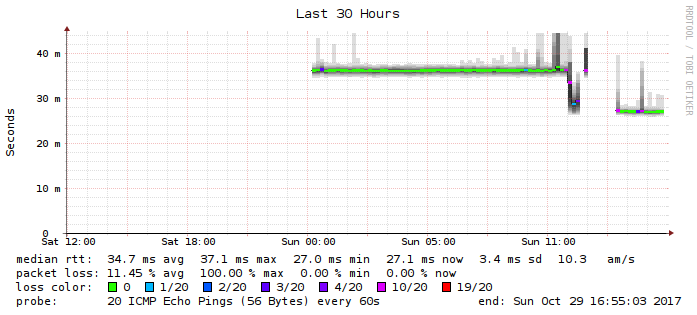 Last 30 Hours
RRDTOOL / TOBI OETIKER
Seconds
40 m
30 m
20 m
10 m
0
Sat 12:00 Sat 18:00 Sun 00:00 Sun 05:00 Sun 11:00
median rtt: 34.7 ms avg 37.1 ms max 27.0 ms min 27.1 ms now 3.4 ms sd 10.3 am/s
packet loss: 11.45 % avg 100.00 % max 0.00 % min 0.00 % now
loss color: 0 1/20 2/20 3/20 4/20 10/20 19/20
probe: 20 ICMP Echo Pings (56 Bytes) every 60s end: Sun Oct 29 16:55:03 2017